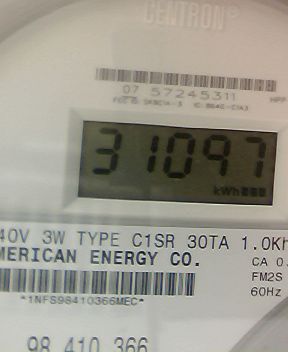 CENTRON®
07 57245311
31097
kWh
40V 3W TYPE C1SR 30TA 1.0Kh
MERICAN ENERGY CO.
CA 0.
FM2S
60Hz
*1NFS98410366MEC*
98 410 366